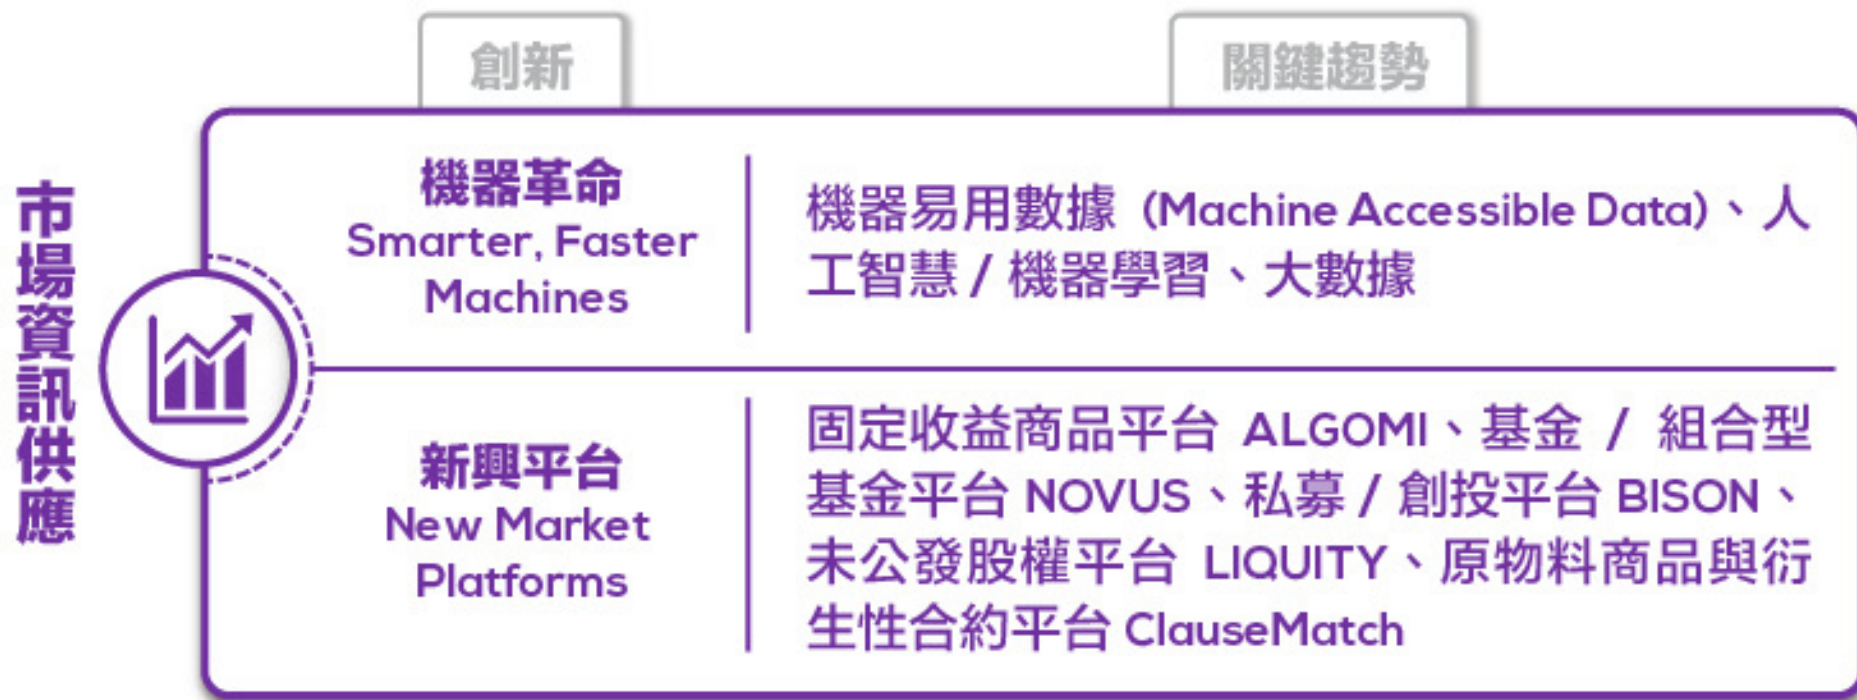 創新
關鍵趨勢
市場資訊供應
機器革命
Smarter, Faster
Machines
機器易用數據 (Machine Accessible Data)、人
工智慧 / 機器學習、大數據
新興平台
New Market
Platforms
固定收益商品平台 ALGOMI、基金 / 組合型
基金平台 NOVUS、私募 / 創投平台 BISON、
未公發股權平台 LIQUITY、原物料商品與衍
生性合約平台 ClauseMatch